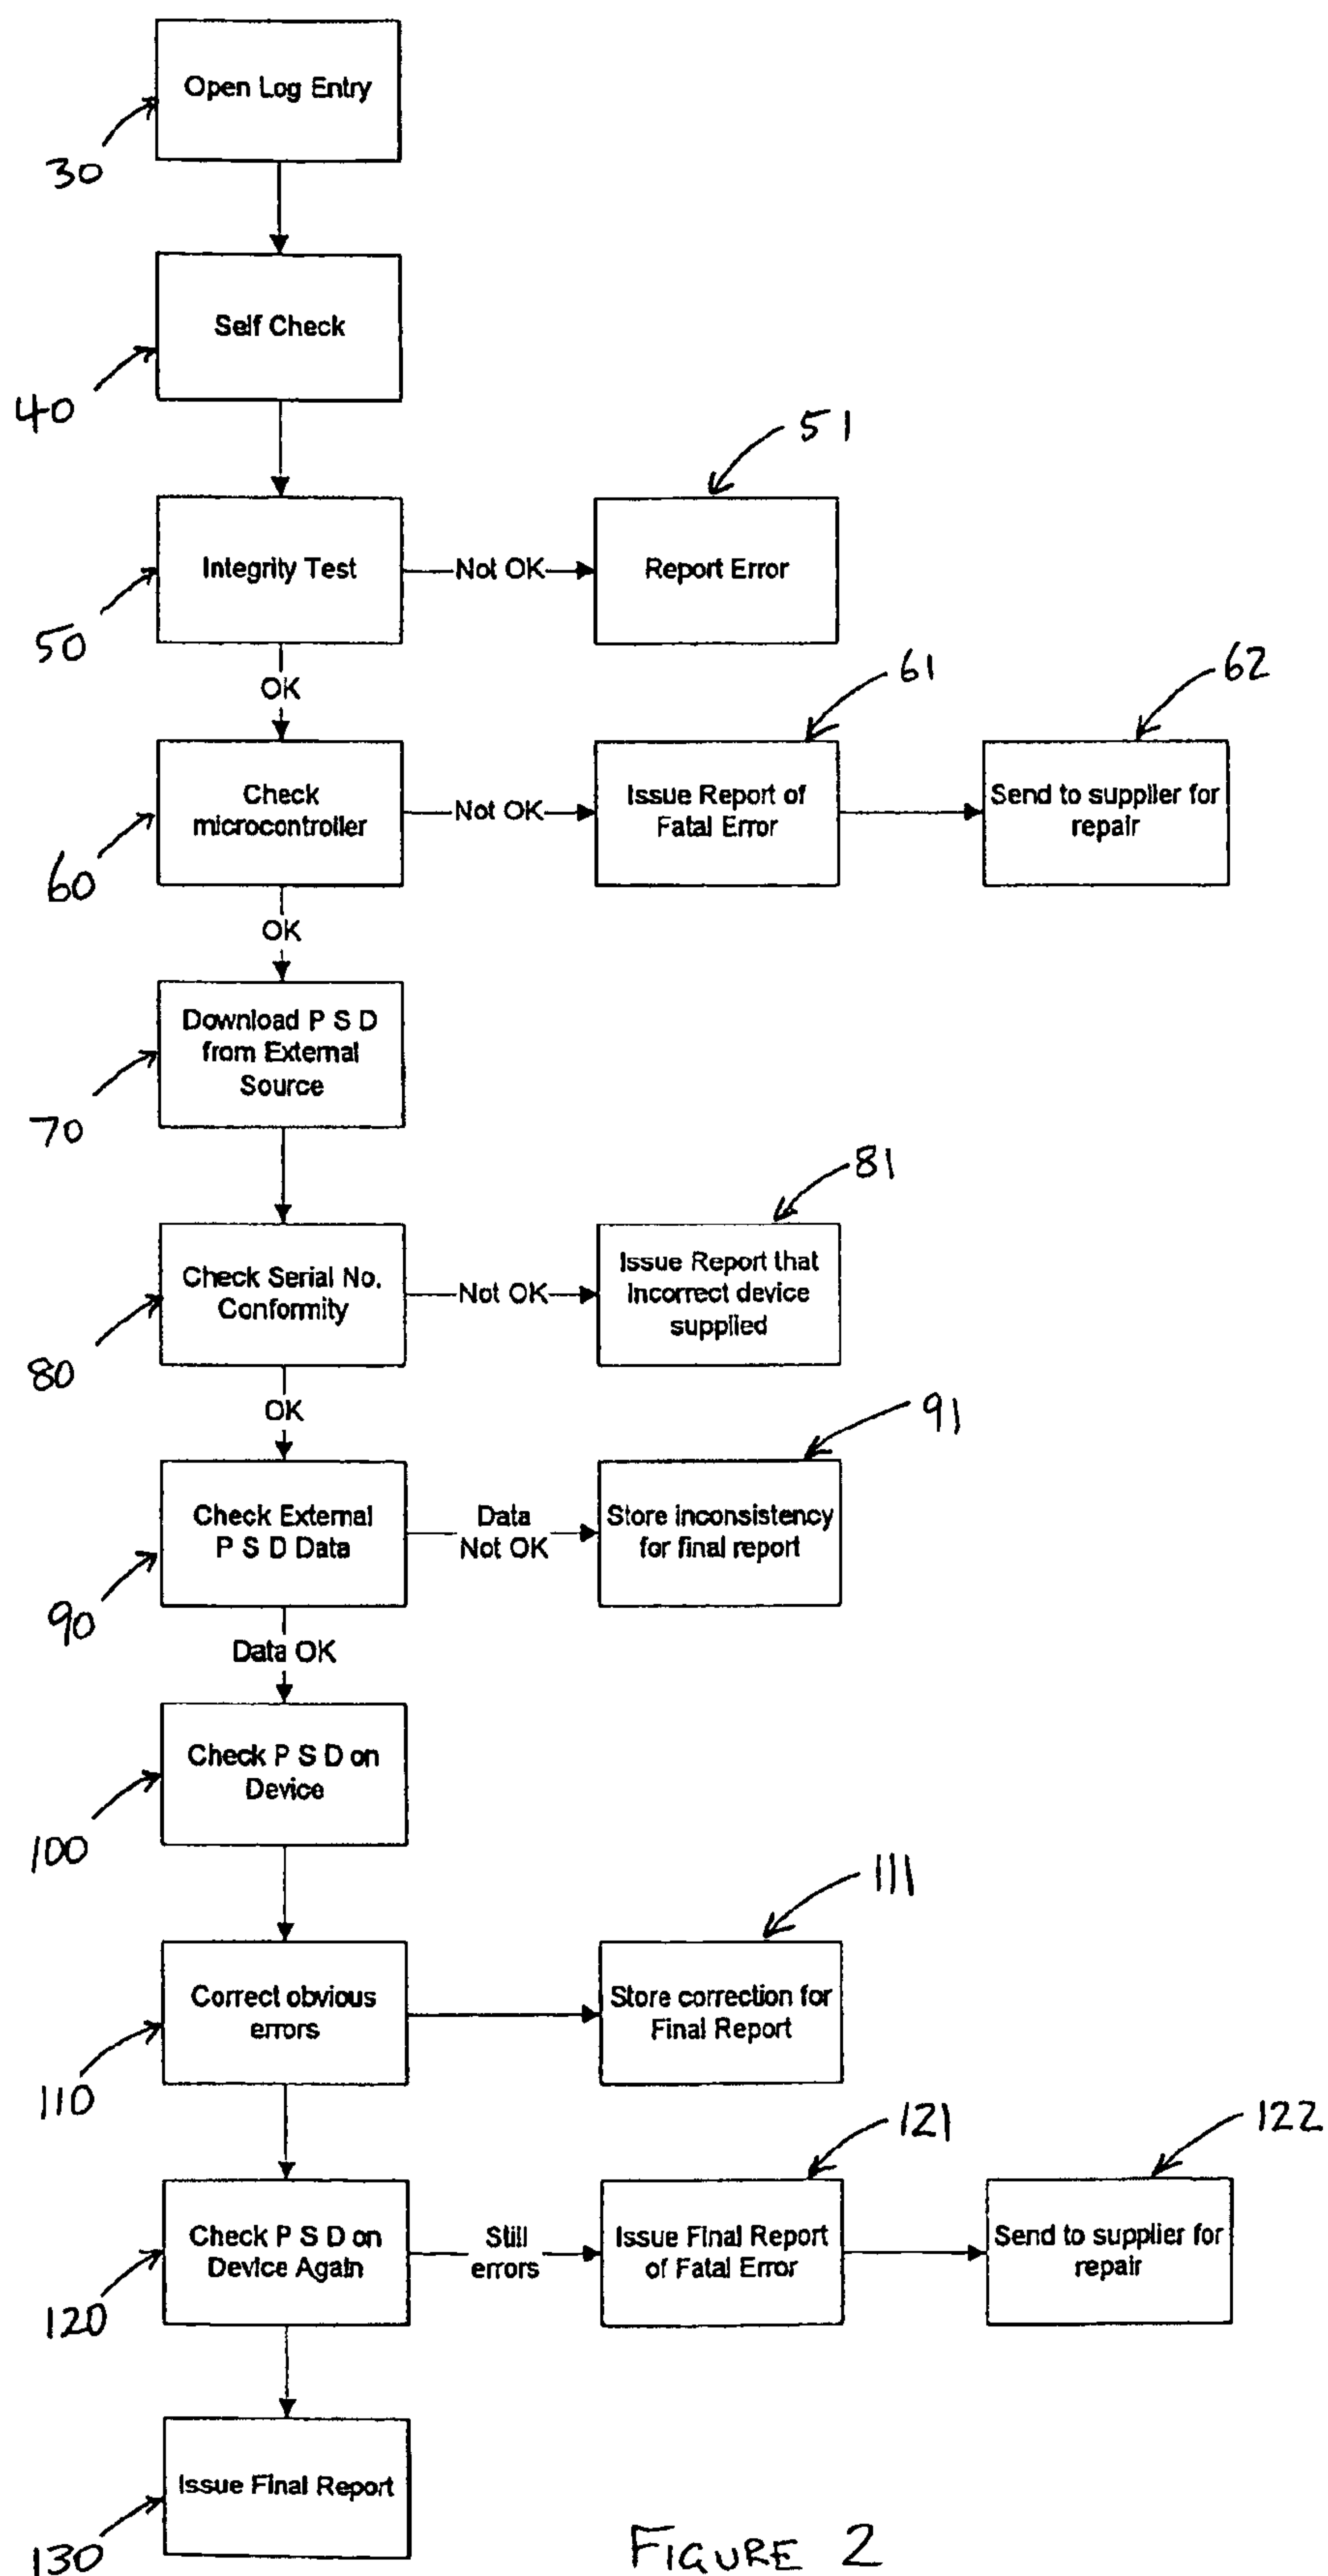 Open Log Entry
30
Self Check
40
51
Integrity Test
Not OK
Report Error
50
OK
61
62
Check
microcontroller
Not OK
Issue Report of
Fatal Error
Send to supplier for
repair
60
OK
Download P S D
from External
Source
70
81
Check Serial No.
Conformity
Not OK
Issue Report that
Incorrect device
supplied
80
OK
91
Check External
P S D Data
Data
Not OK
Store inconsistency
for final report
90
Data OK
Check P S D on
Device
100
111
Correct obvious
errors
Store correction for
Final Report
110
121
122
Check P S D on
Device Again
Still
errors
Issue Final Report
of Fatal Error
Send to supplier for
repair
120
Issue Final Report
130
FIGURE 2